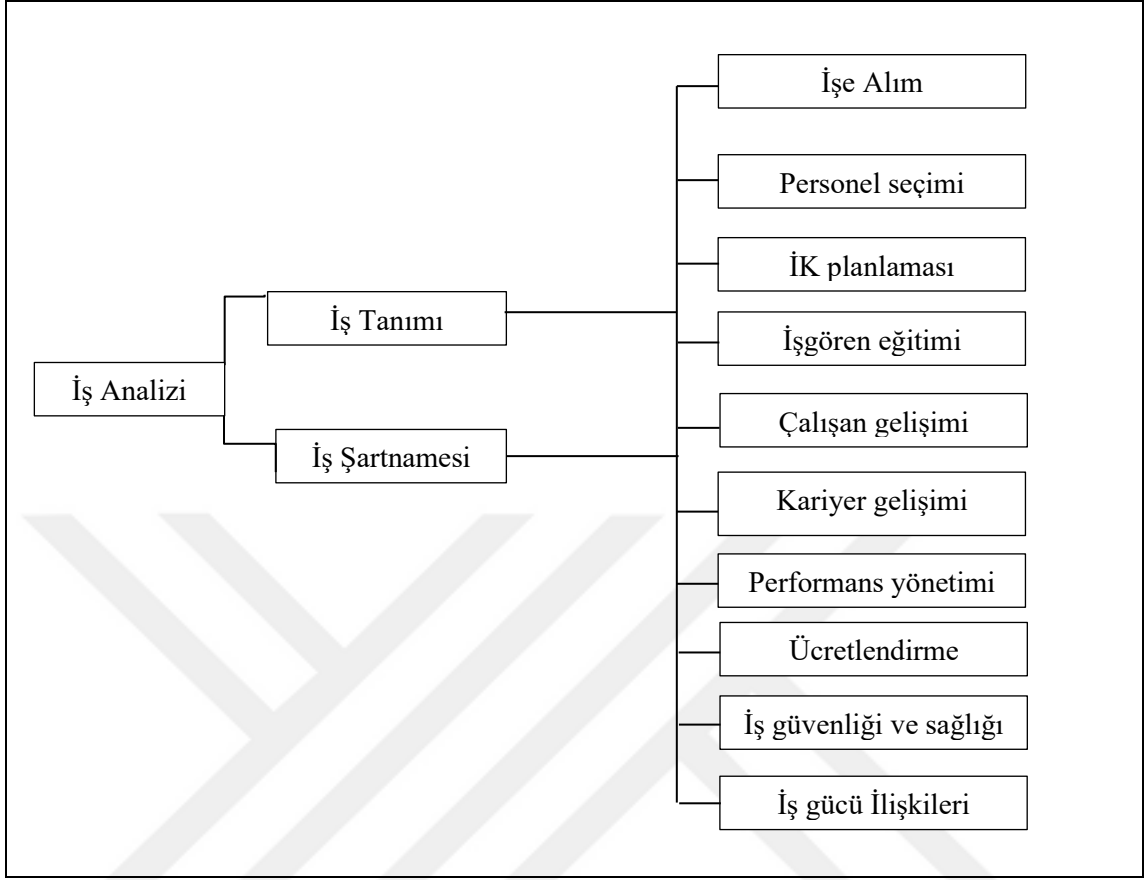 İşe Alım
Personel seçimi
İK planlaması
İş Tanımı
İşgören eğitimi
İş Analizi
Çalışan gelişimi
İş Şartnamesi
Kariyer gelişimi
Performans yönetimi
Ücretlendirme
İş güvenliği ve sağlığı
İş gücü İlişkileri